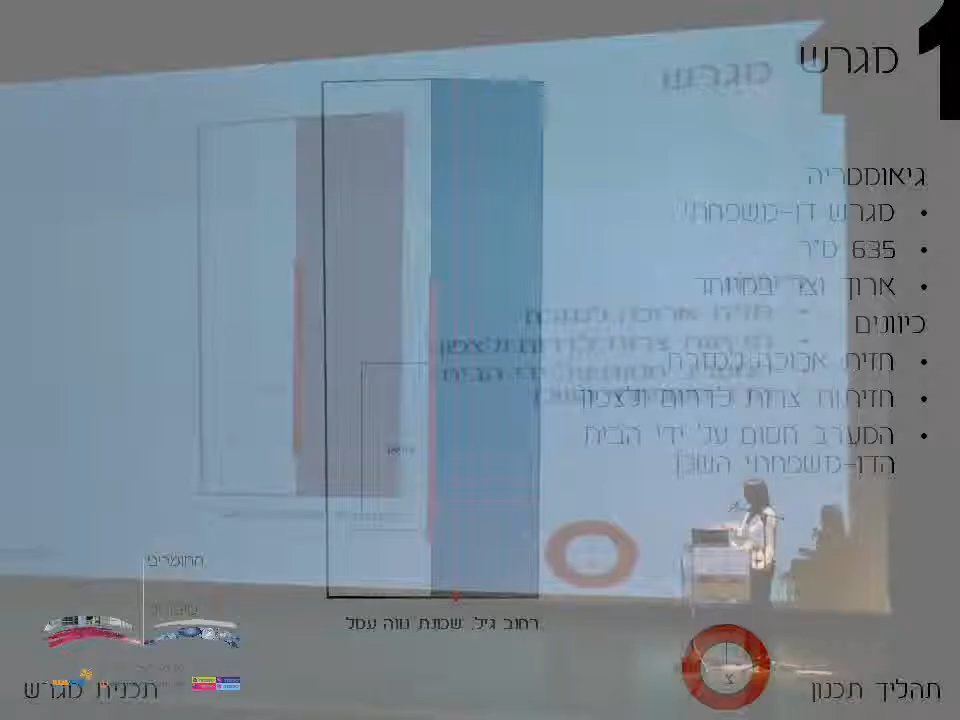 1
מגרש
גיאומטריה
• מגרש דו-משפחתי
• 635 מ"ר
• ארוך וצר במיוחד
כיוונים
• חזית ארוכה למזרח
• חזיתות צרות לדרום ולצפון
• המערב חסום על ידי הבית
הדו-משפחתי השכן
רחוב גיל, שכונת נווה עמל
צ
תהליך תכנון
תכנית מגרש